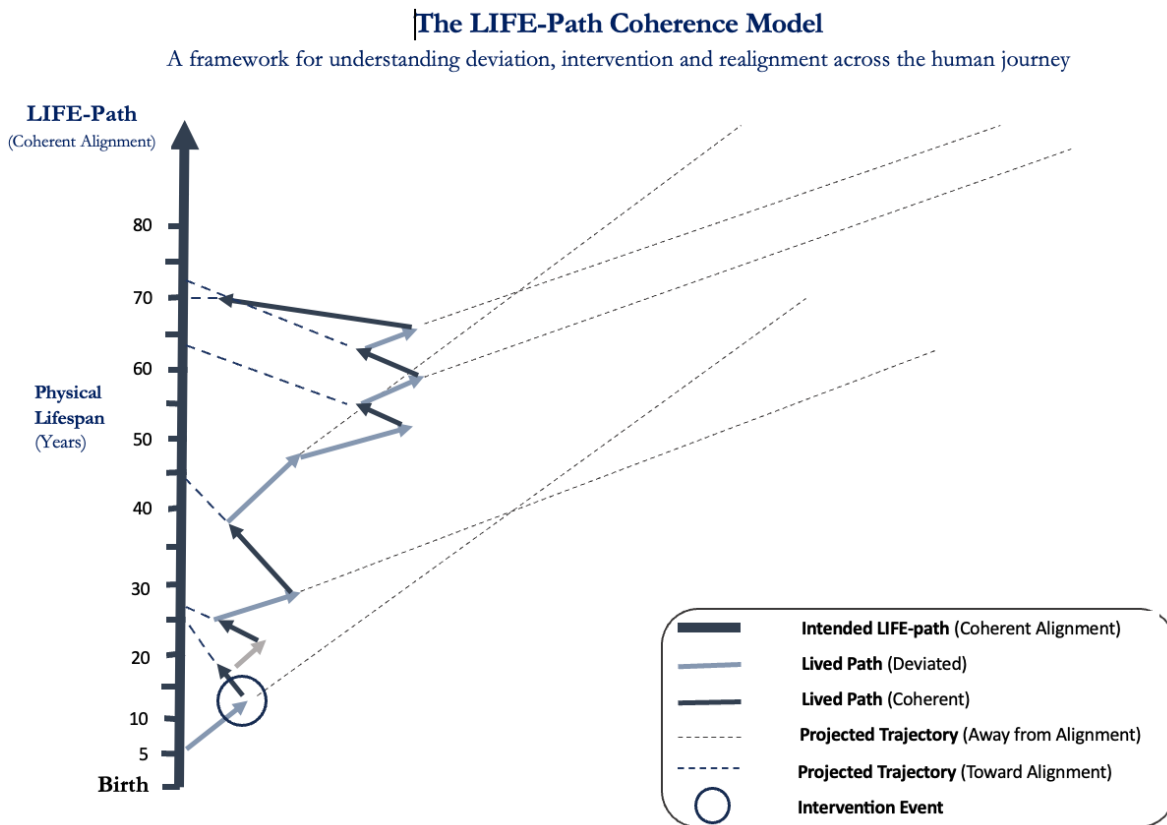 The LIFE-Path Coherence Model
A framework for understanding deviation, intervention and realignment across the human journey
LIFE-Path
(Coherent Alignment)
80
70
60
Physical
Lifespan
(Years)
50
40
30
20
10
5
Birth
Intended LIFE-path (Coherent Alignment)
Lived Path (Deviated)
Lived Path (Coherent)
Projected Trajectory (Away from Alignment)
Projected Trajectory (Toward Alignment)
Intervention Event